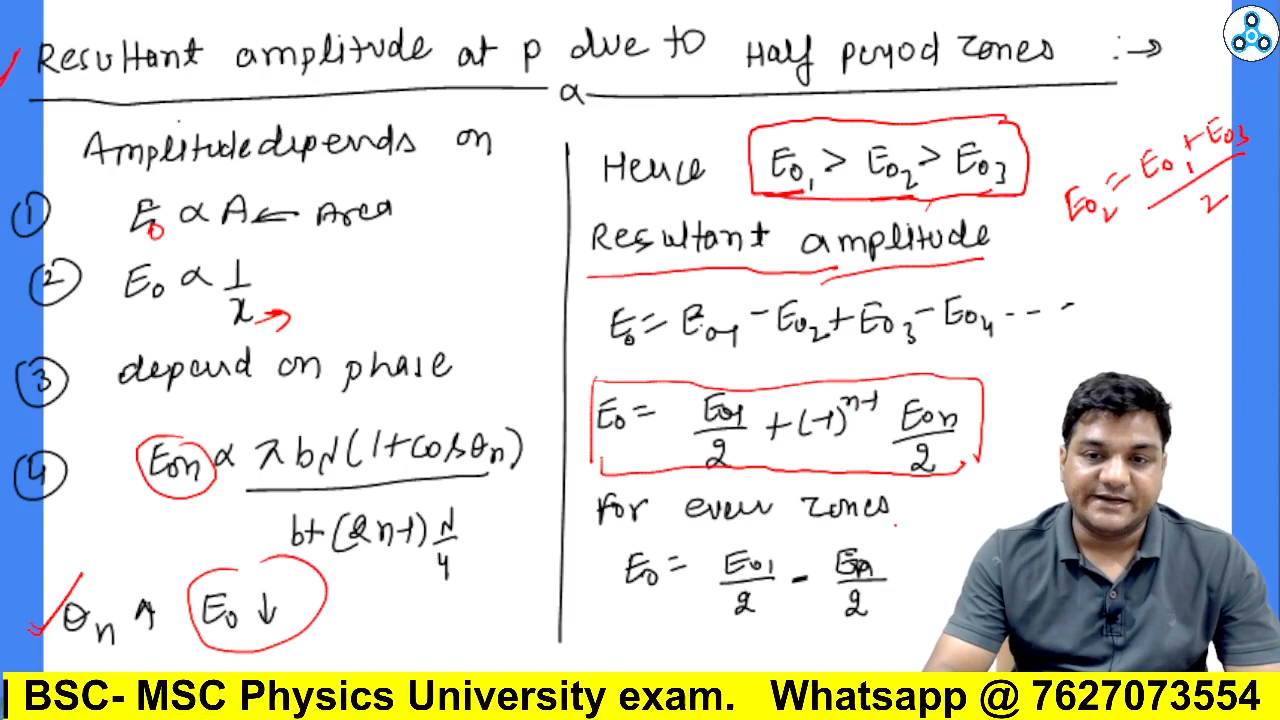 Resultant amplitude at P due to Half period zones :→
Amplitude depends on
① E₀ ∝ A ← Area
② E₀ ∝ 1/x →
③ depend on phase
④ E₀n ∝ πbλ(1+cosθn) / b+(2n-1)λ/4
θn ↑ E₀ ↓
Hence E₀₁ > E₀₂ > E₀₃
E₀₂ = E₀₁+E₀₃ / 2
Resultant amplitude
E₀ = E₀₁ - E₀₂ + E₀₃ - E₀₄ - - -
E₀ = E₀₁/2 + (-1)ⁿ⁻¹ E₀n/2
for even zones
E₀ = E₀₁/2 - E₀n/2
BSC- MSC Physics University exam. Whatsapp @ 7627073554